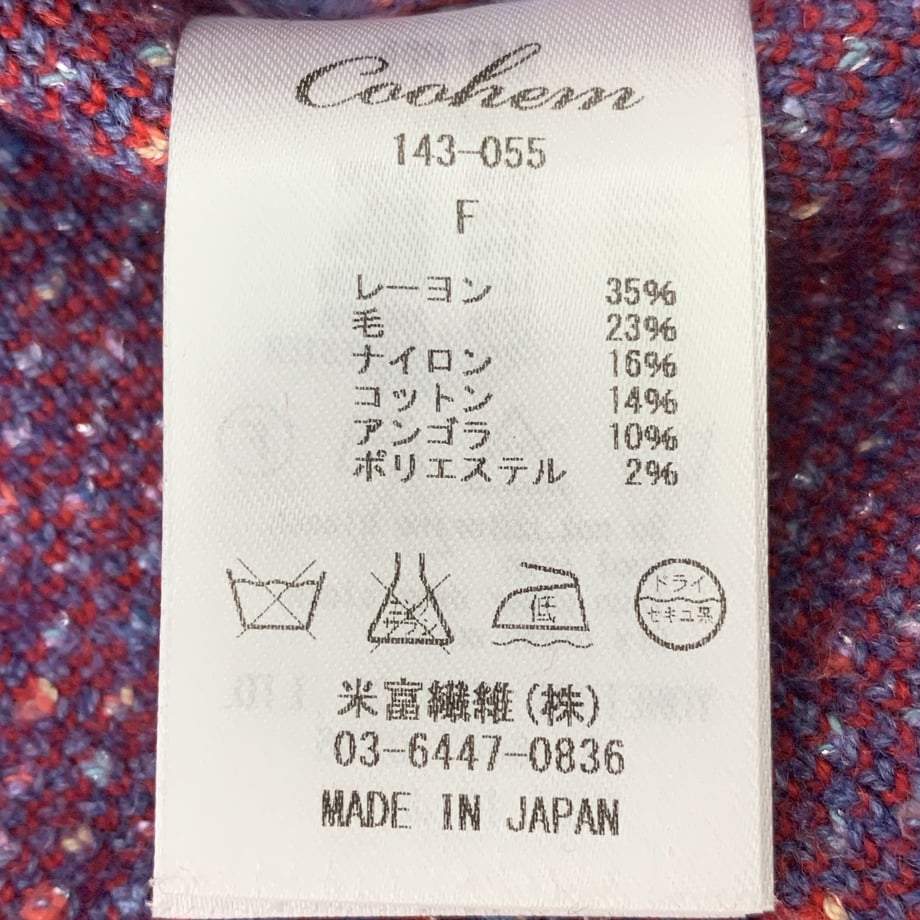 Coohem
143-055
F
レーヨン 35%
毛 23%
ナイロン 16%
コットン 14%
アンゴラ 10%
ポリエステル 2%
低
ドライ
セキユ系
米富繊維(株)
03-6447-0836
MADE IN JAPAN